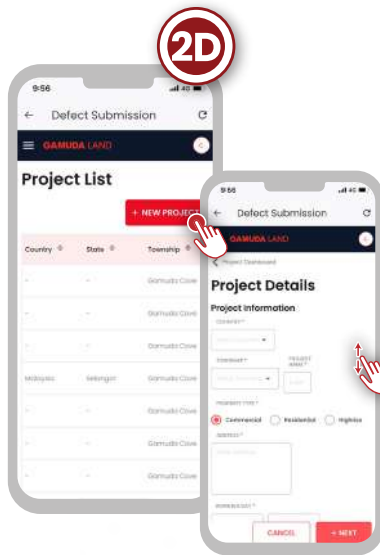 2D
9:56
4G
Defect Submission
GAMUDA LAND
Project List
+ NEW PROJECT
Country State Township
- - Gamuda Cove
- - Gamuda Cove
- - Gamuda Cove
Malaysia Selangor Gamuda Cove
- - Gamuda Cove
- - Gamuda Cove
- - Gamuda Cove
9:56
4G
Defect Submission
GAMUDA LAND
Project Dashboard
Project Details
Project Information
COUNTRY *
TOWNSHIP * PROJECT NAME *
PROPERTY TYPE *
Commercial Residential Highrise
ADDRESS *
CANCEL + NEXT